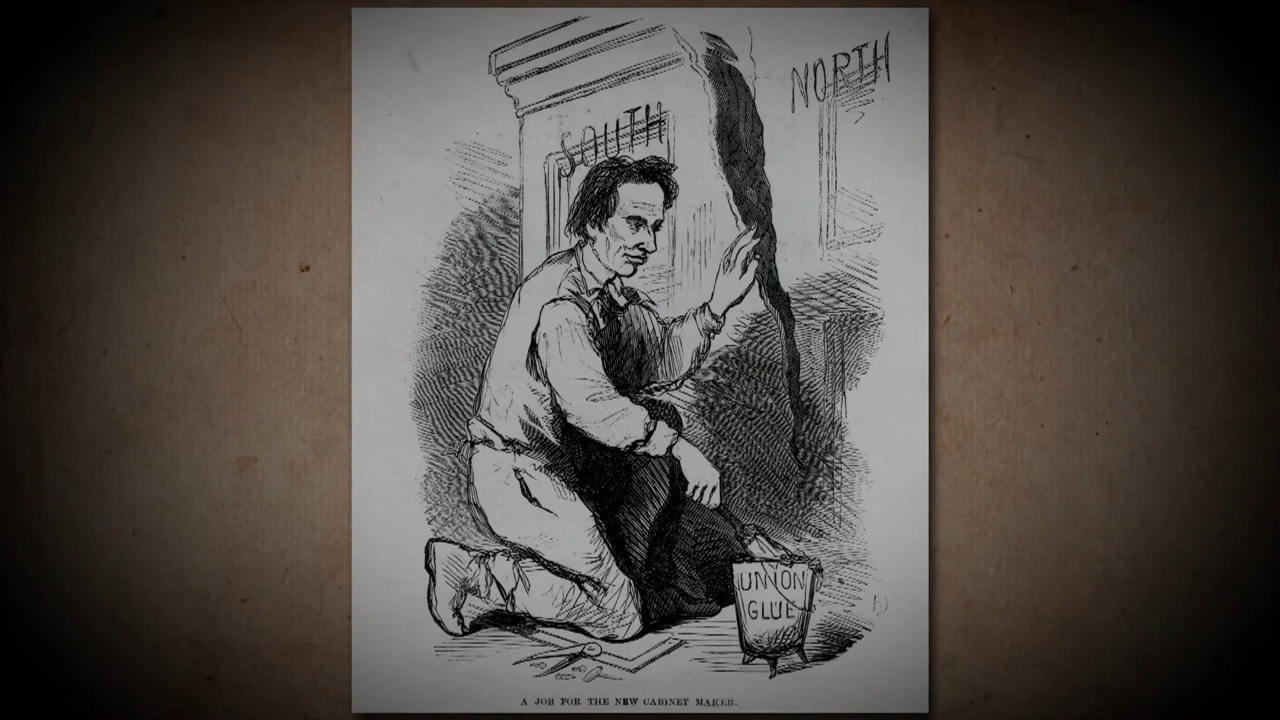 SOUTH
NORTH
UNION
GLUE
A JOB FOR THE NEW CABINET MAKER.